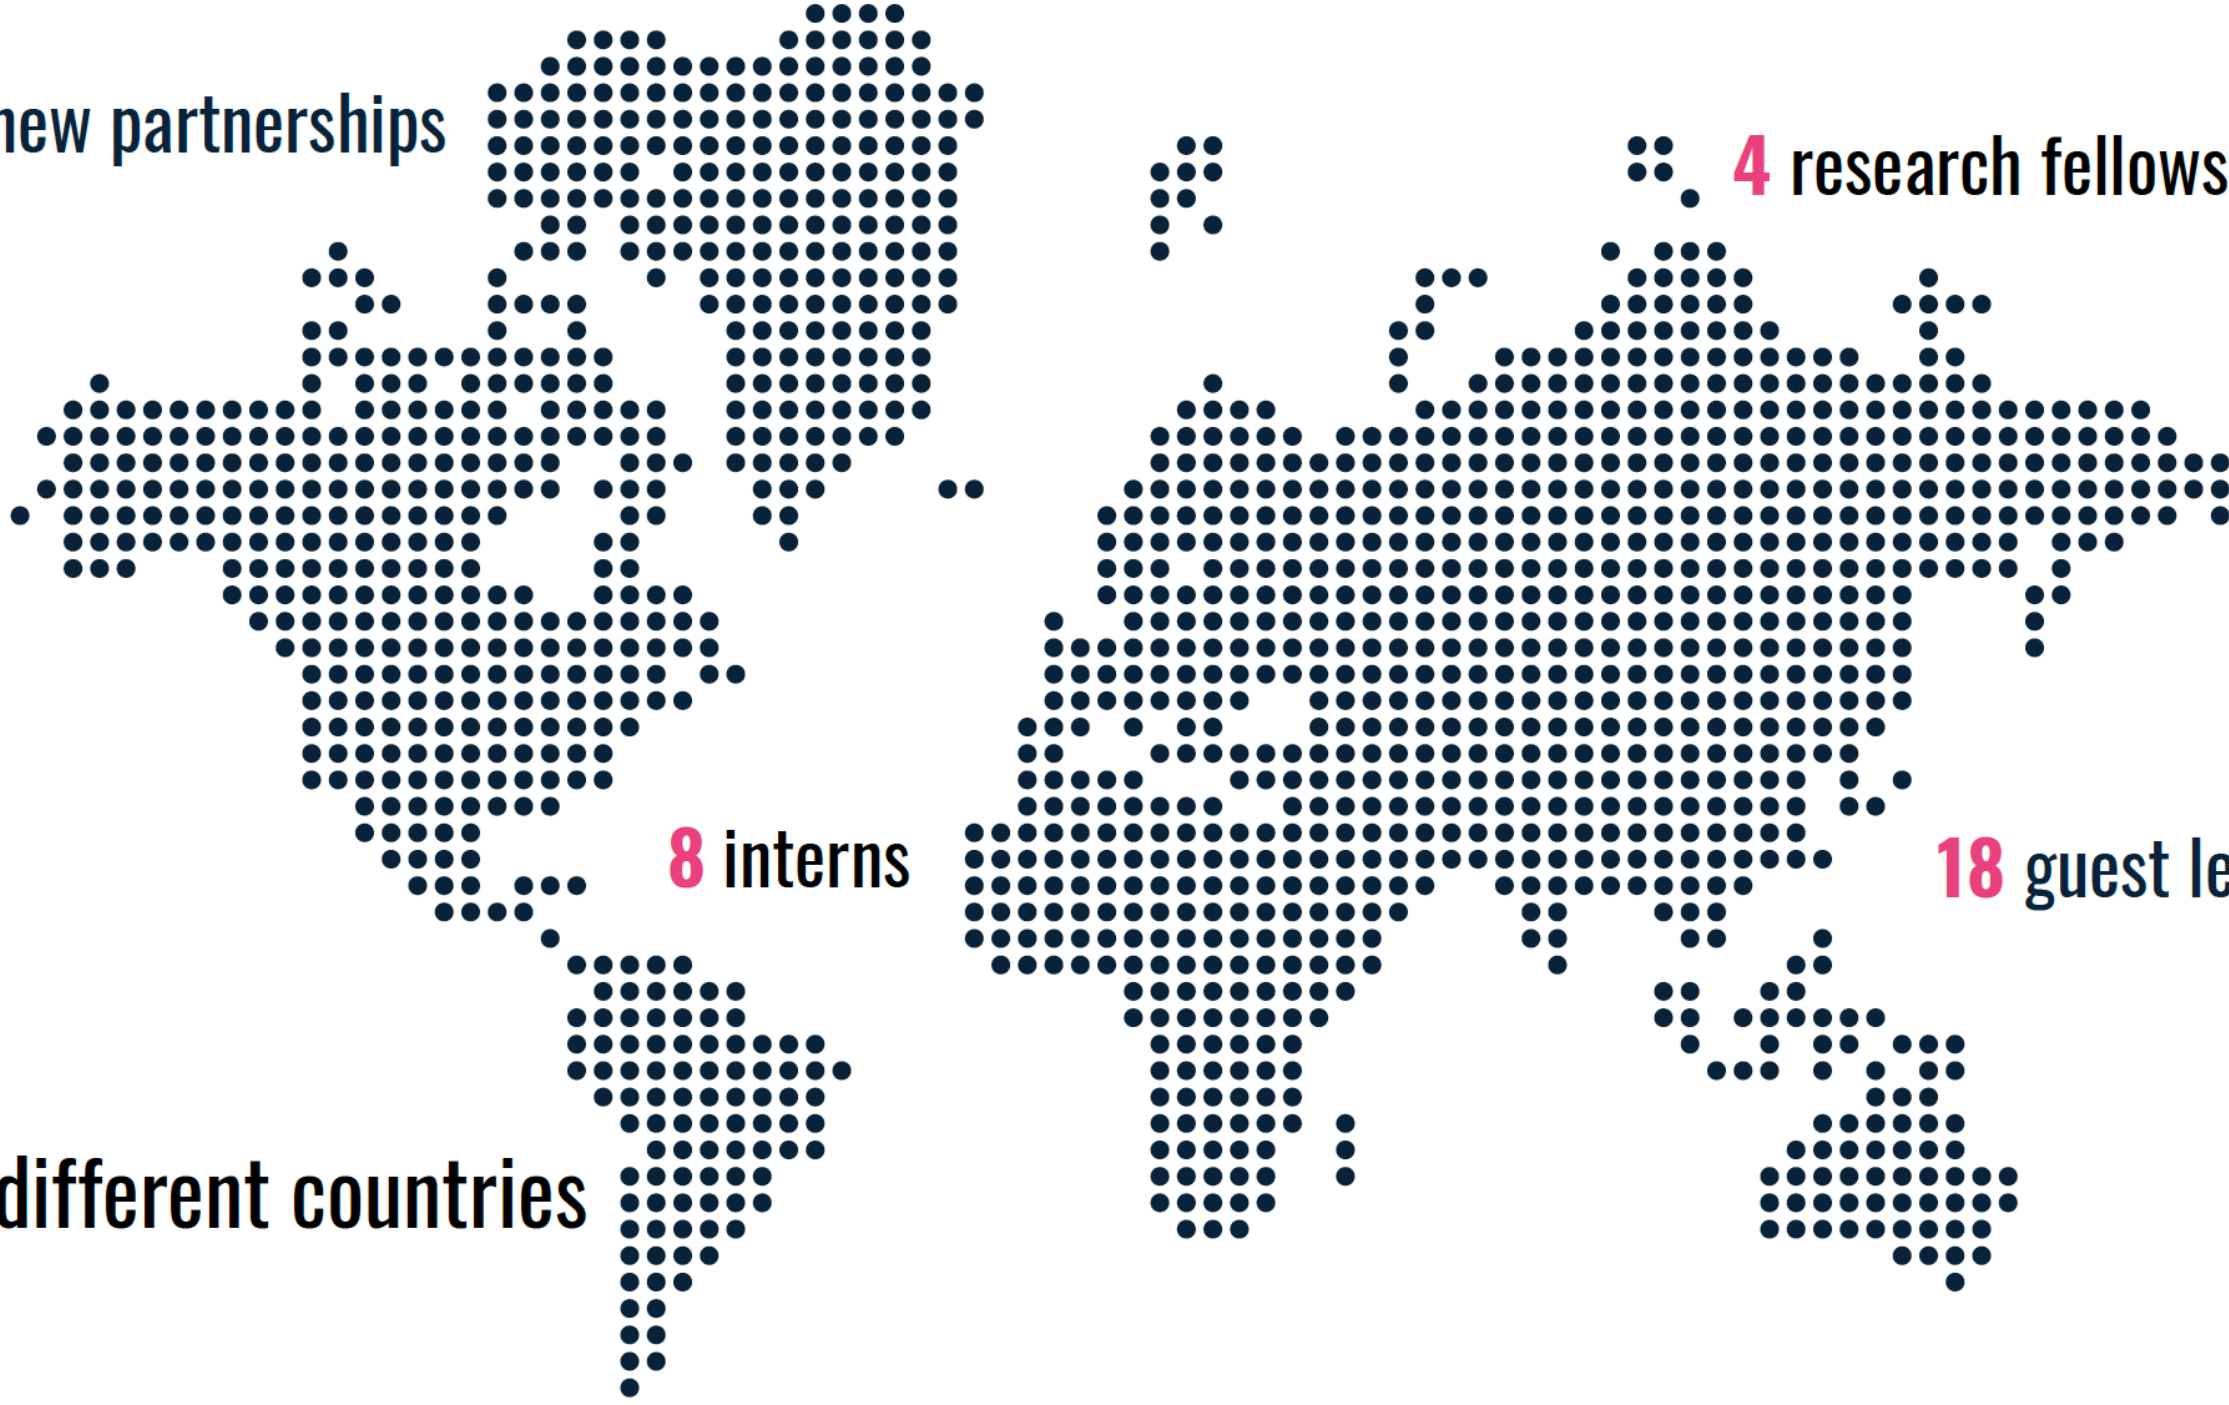 new partnerships
4 research fellows
8 interns
18 guest le
different countries